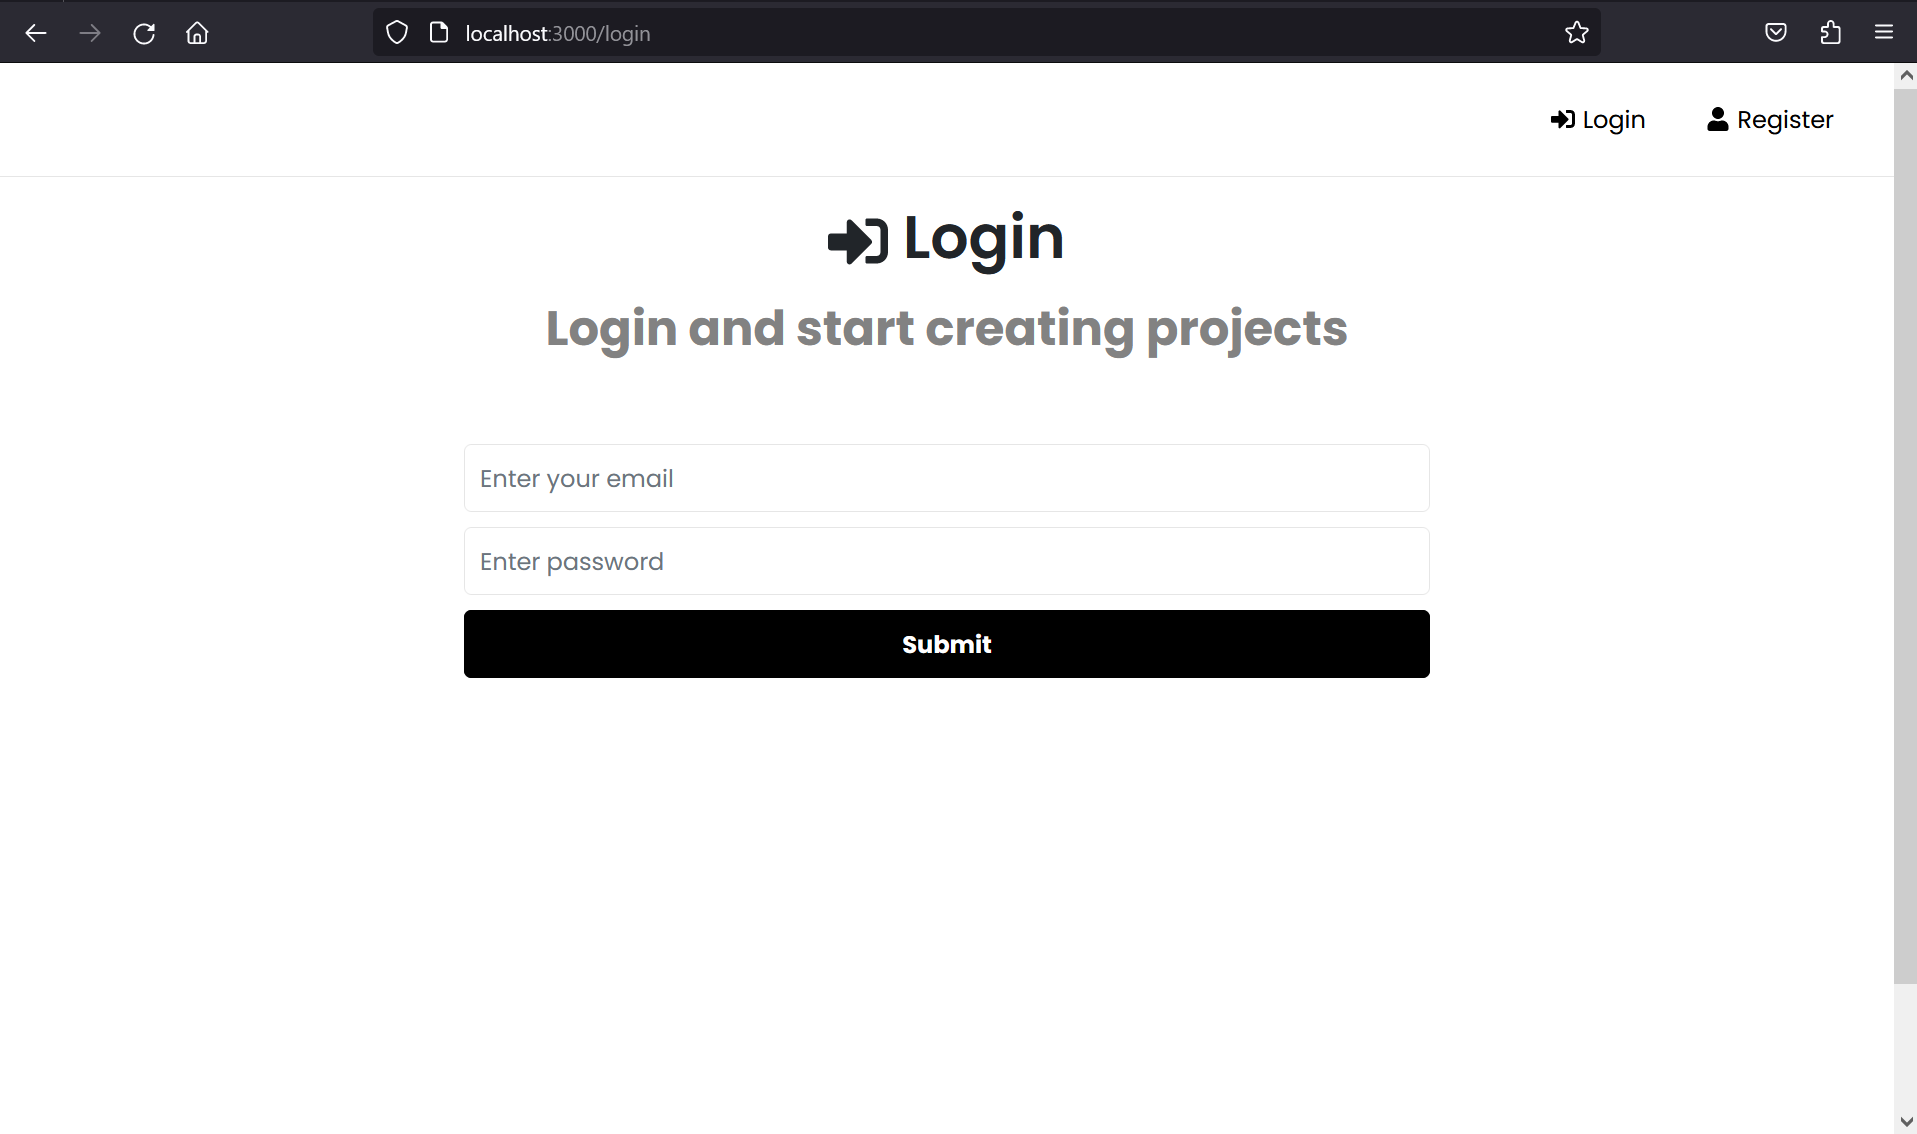 localhost:3000/login
Login Register
Login
Login and start creating projects
Enter your email
Enter password
Submit